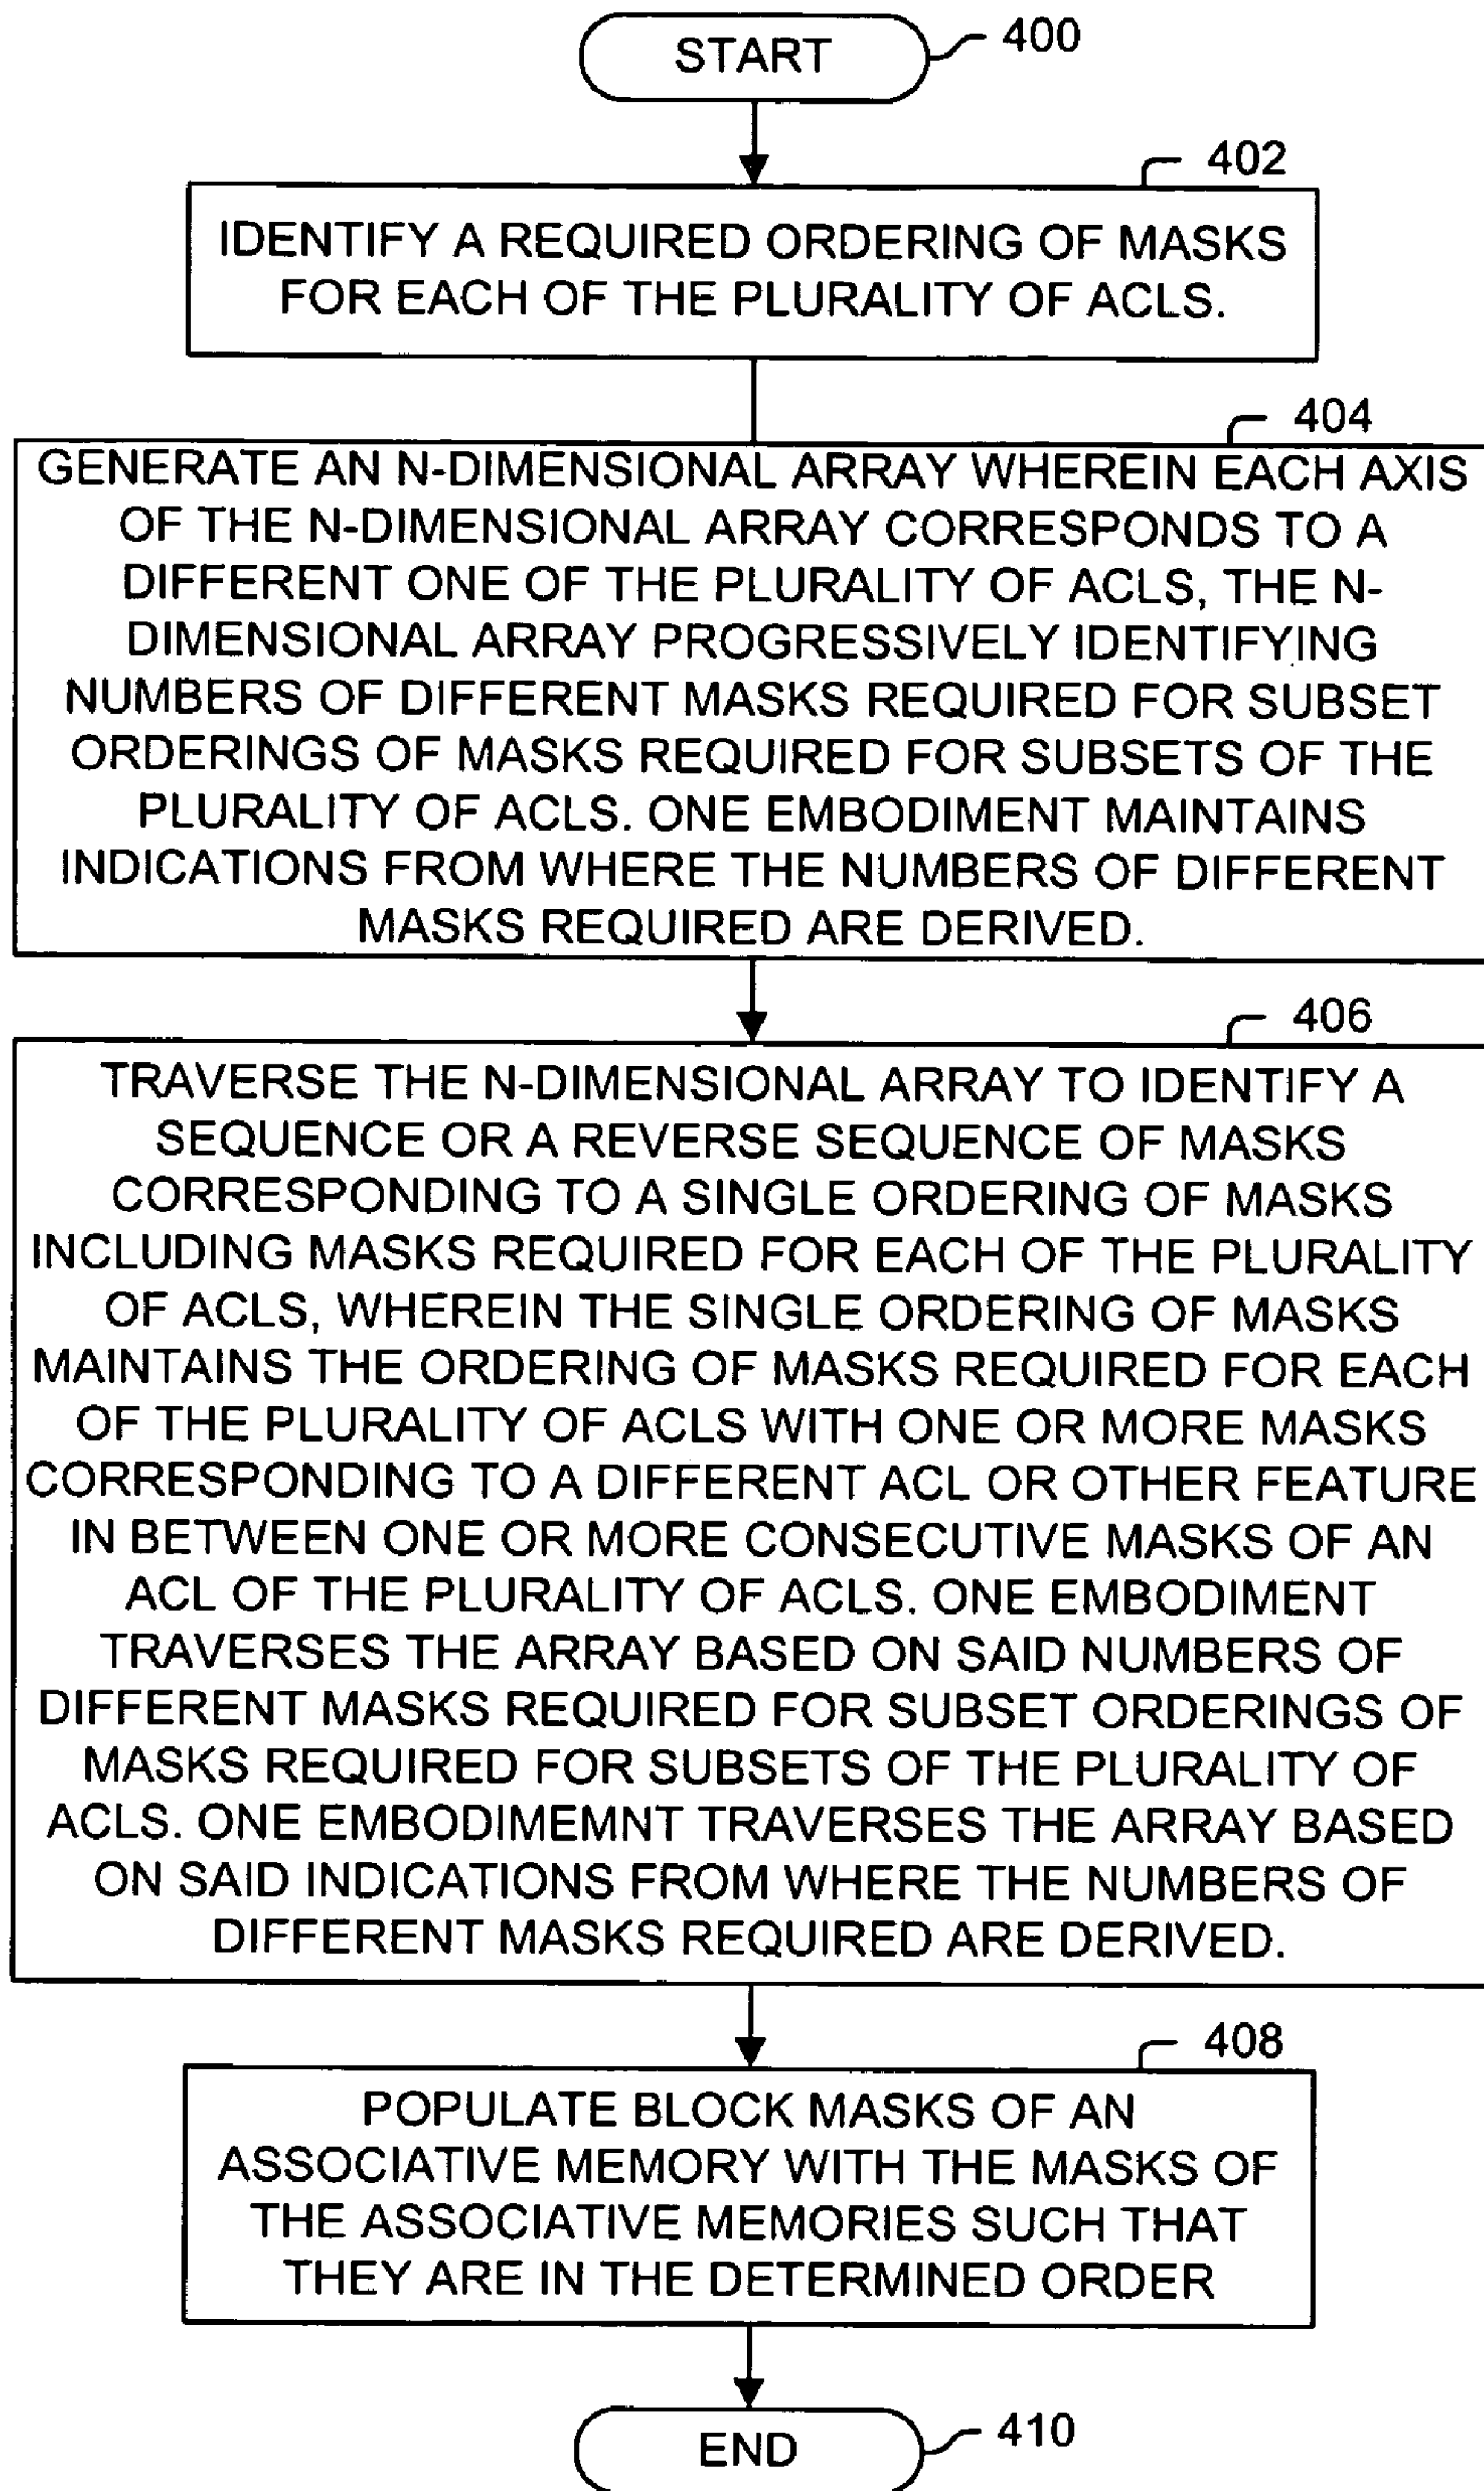 START
400
402
IDENTIFY A REQUIRED ORDERING OF MASKS
FOR EACH OF THE PLURALITY OF ACLS.
404
GENERATE AN N-DIMENSIONAL ARRAY WHEREIN EACH AXIS
OF THE N-DIMENSIONAL ARRAY CORRESPONDS TO A
DIFFERENT ONE OF THE PLURALITY OF ACLS, THE N-
DIMENSIONAL ARRAY PROGRESSIVELY IDENTIFYING
NUMBERS OF DIFFERENT MASKS REQUIRED FOR SUBSET
ORDERINGS OF MASKS REQUIRED FOR SUBSETS OF THE
PLURALITY OF ACLS. ONE EMBODIMENT MAINTAINS
INDICATIONS FROM WHERE THE NUMBERS OF DIFFERENT
MASKS REQUIRED ARE DERIVED.
406
TRAVERSE THE N-DIMENSIONAL ARRAY TO IDENTIFY A
SEQUENCE OR A REVERSE SEQUENCE OF MASKS
CORRESPONDING TO A SINGLE ORDERING OF MASKS
INCLUDING MASKS REQUIRED FOR EACH OF THE PLURALITY
OF ACLS, WHEREIN THE SINGLE ORDERING OF MASKS
MAINTAINS THE ORDERING OF MASKS REQUIRED FOR EACH
OF THE PLURALITY OF ACLS WITH ONE OR MORE MASKS
CORRESPONDING TO A DIFFERENT ACL OR OTHER FEATURE
IN BETWEEN ONE OR MORE CONSECUTIVE MASKS OF AN
ACL OF THE PLURALITY OF ACLS. ONE EMBODIMENT
TRAVERSES THE ARRAY BASED ON SAID NUMBERS OF
DIFFERENT MASKS REQUIRED FOR SUBSET ORDERINGS OF
MASKS REQUIRED FOR SUBSETS OF THE PLURALITY OF
ACLS. ONE EMBODIMEMNT TRAVERSES THE ARRAY BASED
ON SAID INDICATIONS FROM WHERE THE NUMBERS OF
DIFFERENT MASKS REQUIRED ARE DERIVED.
408
POPULATE BLOCK MASKS OF AN
ASSOCIATIVE MEMORY WITH THE MASKS OF
THE ASSOCIATIVE MEMORIES SUCH THAT
THEY ARE IN THE DETERMINED ORDER
END
410